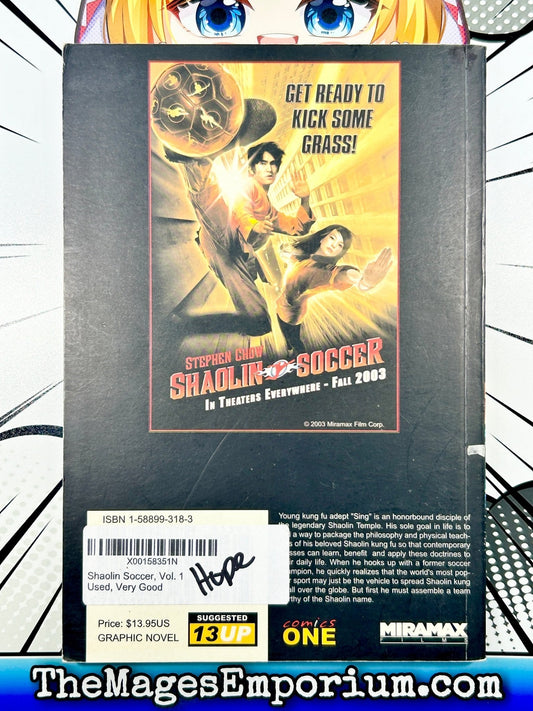 GET READY TO
KICK SOME
GRASS!
STEPHEN CHOW
SHAOLIN SOCCER
IN THEATERS EVERYWHERE - FALL 2003
© 2003 Miramax Film Corp.
ISBN 1-58899-318-3
X00158351N
Shaolin Soccer, Vol. 1
Used, Very Good
Hope
Price: $13.95US
GRAPHIC NOVEL
SUGGESTED
13UP
Young kung fu adept "Sing" is an honorbound disciple of
the legendary Shaolin Temple. His sole goal in life is to
a way to package the philosophy and physical teach-
of his beloved Shaolin kung fu so that contemporary
can learn, benefit and apply these doctrines to
daily life. When he hooks up with a former soccer
he quickly realizes that the world's most pop-
sport may just be the vehicle to spread Shaolin kung
all over the globe. But first he must assemble a team
of the Shaolin name.
comics
ONE
MIRAMAX
FILMS
TheMagesEmporium.com